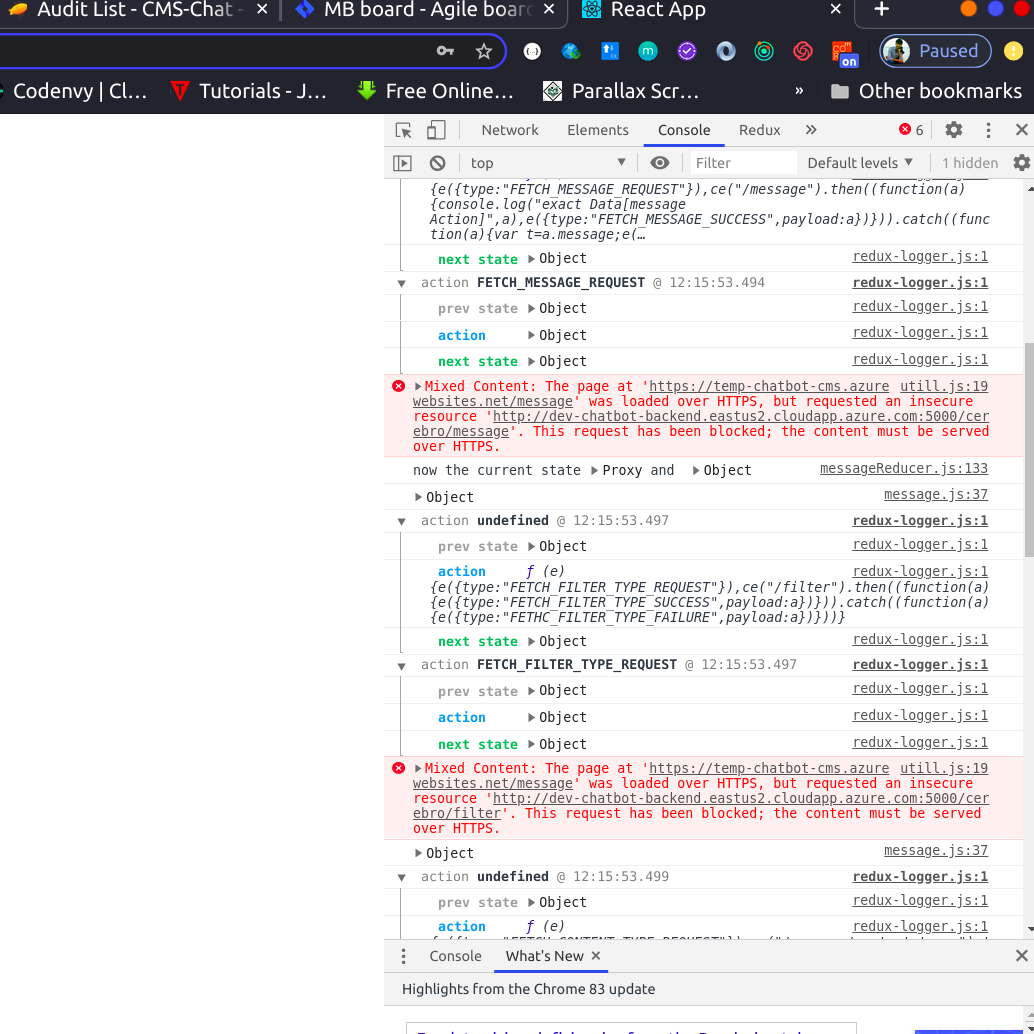 Audit List - CMS-Chat - MB board - Agile board React App
Paused
on
Codenvy | Cl... Tutorials - J... Free Online... Parallax Scr... » Other bookmarks
Network Elements Console Redux » 6
top Filter Default levels 1 hidden
{e({type:"FETCH_MESSAGE_REQUEST"}),ce("/message").then((function(a)
{console.log("exact Data[message
Action]",a),e({type:"FETCH_MESSAGE_SUCCESS",payload:a})})).catch((func
tion(a){var t=a.message;e(…
next state Object redux-logger.js:1
action FETCH_MESSAGE_REQUEST @ 12:15:53.494 redux-logger.js:1
prev state Object redux-logger.js:1
action Object redux-logger.js:1
next state Object redux-logger.js:1
Mixed Content: The page at 'https://temp-chatbot-cms.azure utill.js:19
websites.net/message' was loaded over HTTPS, but requested an insecure
resource 'http://dev-chatbot-backend.eastus2.cloudapp.azure.com:5000/cer
ebro/message'. This request has been blocked; the content must be served
over HTTPS.
now the current state Proxy and Object messageReducer.js:133
Object message.js:37
action undefined @ 12:15:53.497 redux-logger.js:1
prev state Object redux-logger.js:1
action ƒ (e) redux-logger.js:1
{e({type:"FETCH_FILTER_TYPE_REQUEST"}),ce("/filter").then((function(a)
{e({type:"FETCH_FILTER_TYPE_SUCCESS",payload:a})})).catch((function(a)
{e({type:"FETHC_FILTER_TYPE_FAILURE",payload:a})}))}
next state Object redux-logger.js:1
action FETCH_FILTER_TYPE_REQUEST @ 12:15:53.497 redux-logger.js:1
prev state Object redux-logger.js:1
action Object redux-logger.js:1
next state Object redux-logger.js:1
Mixed Content: The page at 'https://temp-chatbot-cms.azure utill.js:19
websites.net/message' was loaded over HTTPS, but requested an insecure
resource 'http://dev-chatbot-backend.eastus2.cloudapp.azure.com:5000/cer
ebro/filter'. This request has been blocked; the content must be served
over HTTPS.
Object message.js:37
action undefined @ 12:15:53.499 redux-logger.js:1
prev state Object redux-logger.js:1
action ƒ (e) redux-logger.js:1
Console What's New
Highlights from the Chrome 83 update